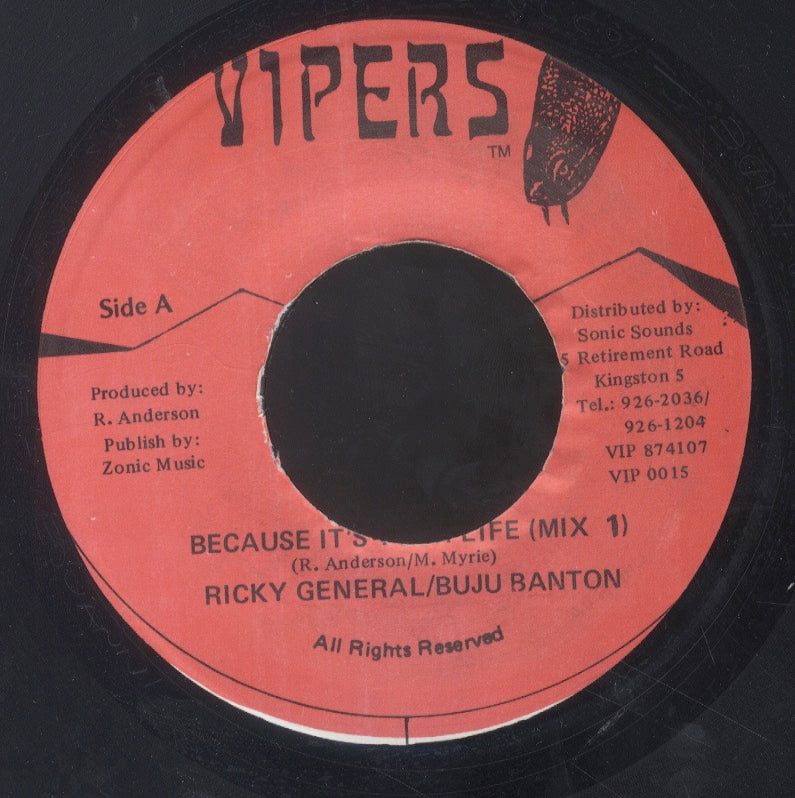 VIPERS
TM
Side A
Produced by:
R. Anderson
Publish by:
Zonic Music
Distributed by:
Sonic Sounds
5 Retirement Road
Kingston 5
Tel.: 926-2036/
926-1204
VIP 874107
VIP 0015
BECAUSE IT'S LIFE (MIX 1)
(R. Anderson/M. Myrie)
RICKY GENERAL/BUJU BANTON
All Rights Reserved